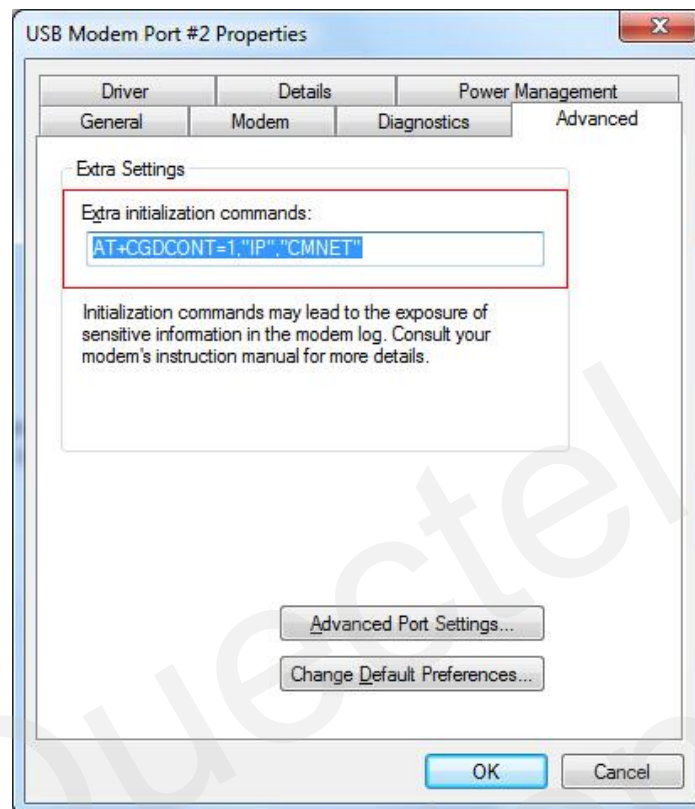 USB Modem Port #2 Properties
Driver Details Power Management
General Modem Diagnostics Advanced
Extra Settings
Extra initialization commands:
AT+CGDCONT=1,"IP","CMNET"
Initialization commands may lead to the exposure of
sensitive information in the modem log. Consult your
modem's instruction manual for more details.
Advanced Port Settings...
Change Default Preferences...
OK Cancel